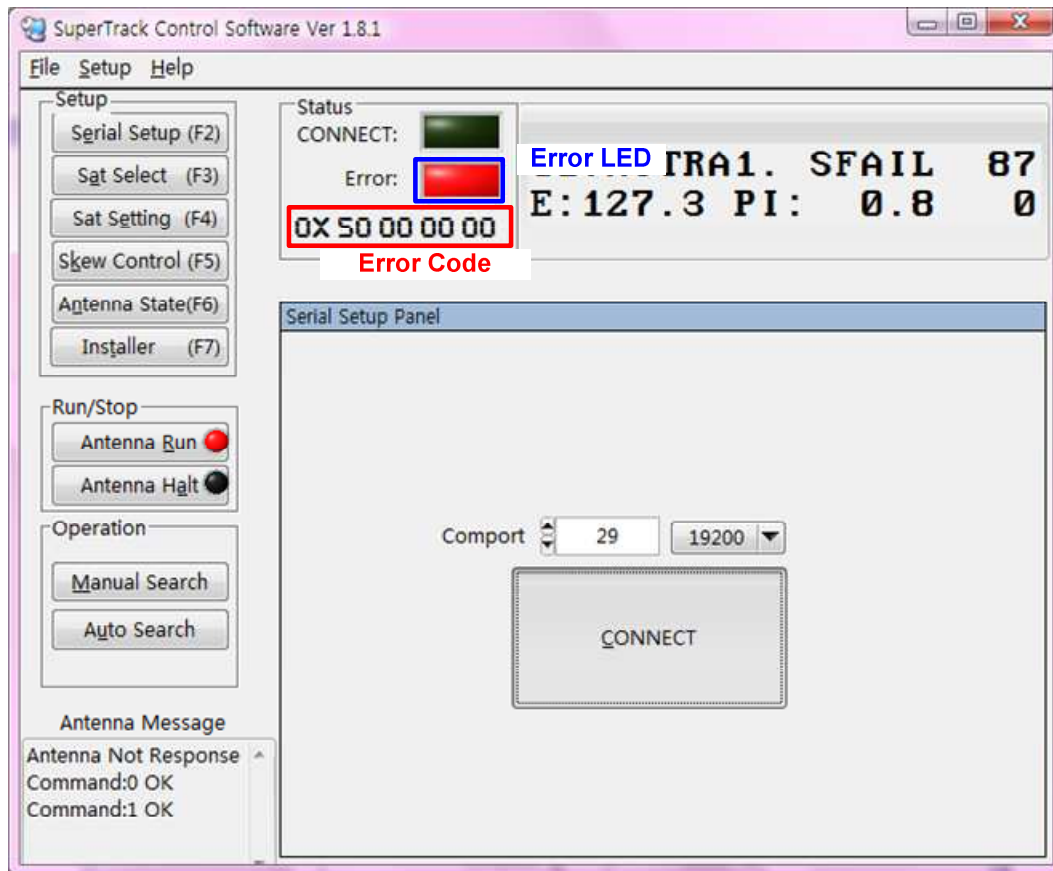 SuperTrack Control Software Ver 1.8.1
File Setup Help
Setup
Serial Setup (F2)
Sat Select (F3)
Sat Setting (F4)
Skew Control (F5)
Antenna State(F6)
Installer (F7)
Run/Stop
Antenna Run
Antenna Halt
Operation
Manual Search
Auto Search
Antenna Message
Antenna Not Response
Command:0 OK
Command:1 OK
Status
CONNECT:
Error:
0X 50 00 00 00
Error LED
Error Code
TRA1. SFAIL 87
E:127.3 PI: 0.8 0
Serial Setup Panel
Comport 29 19200
CONNECT